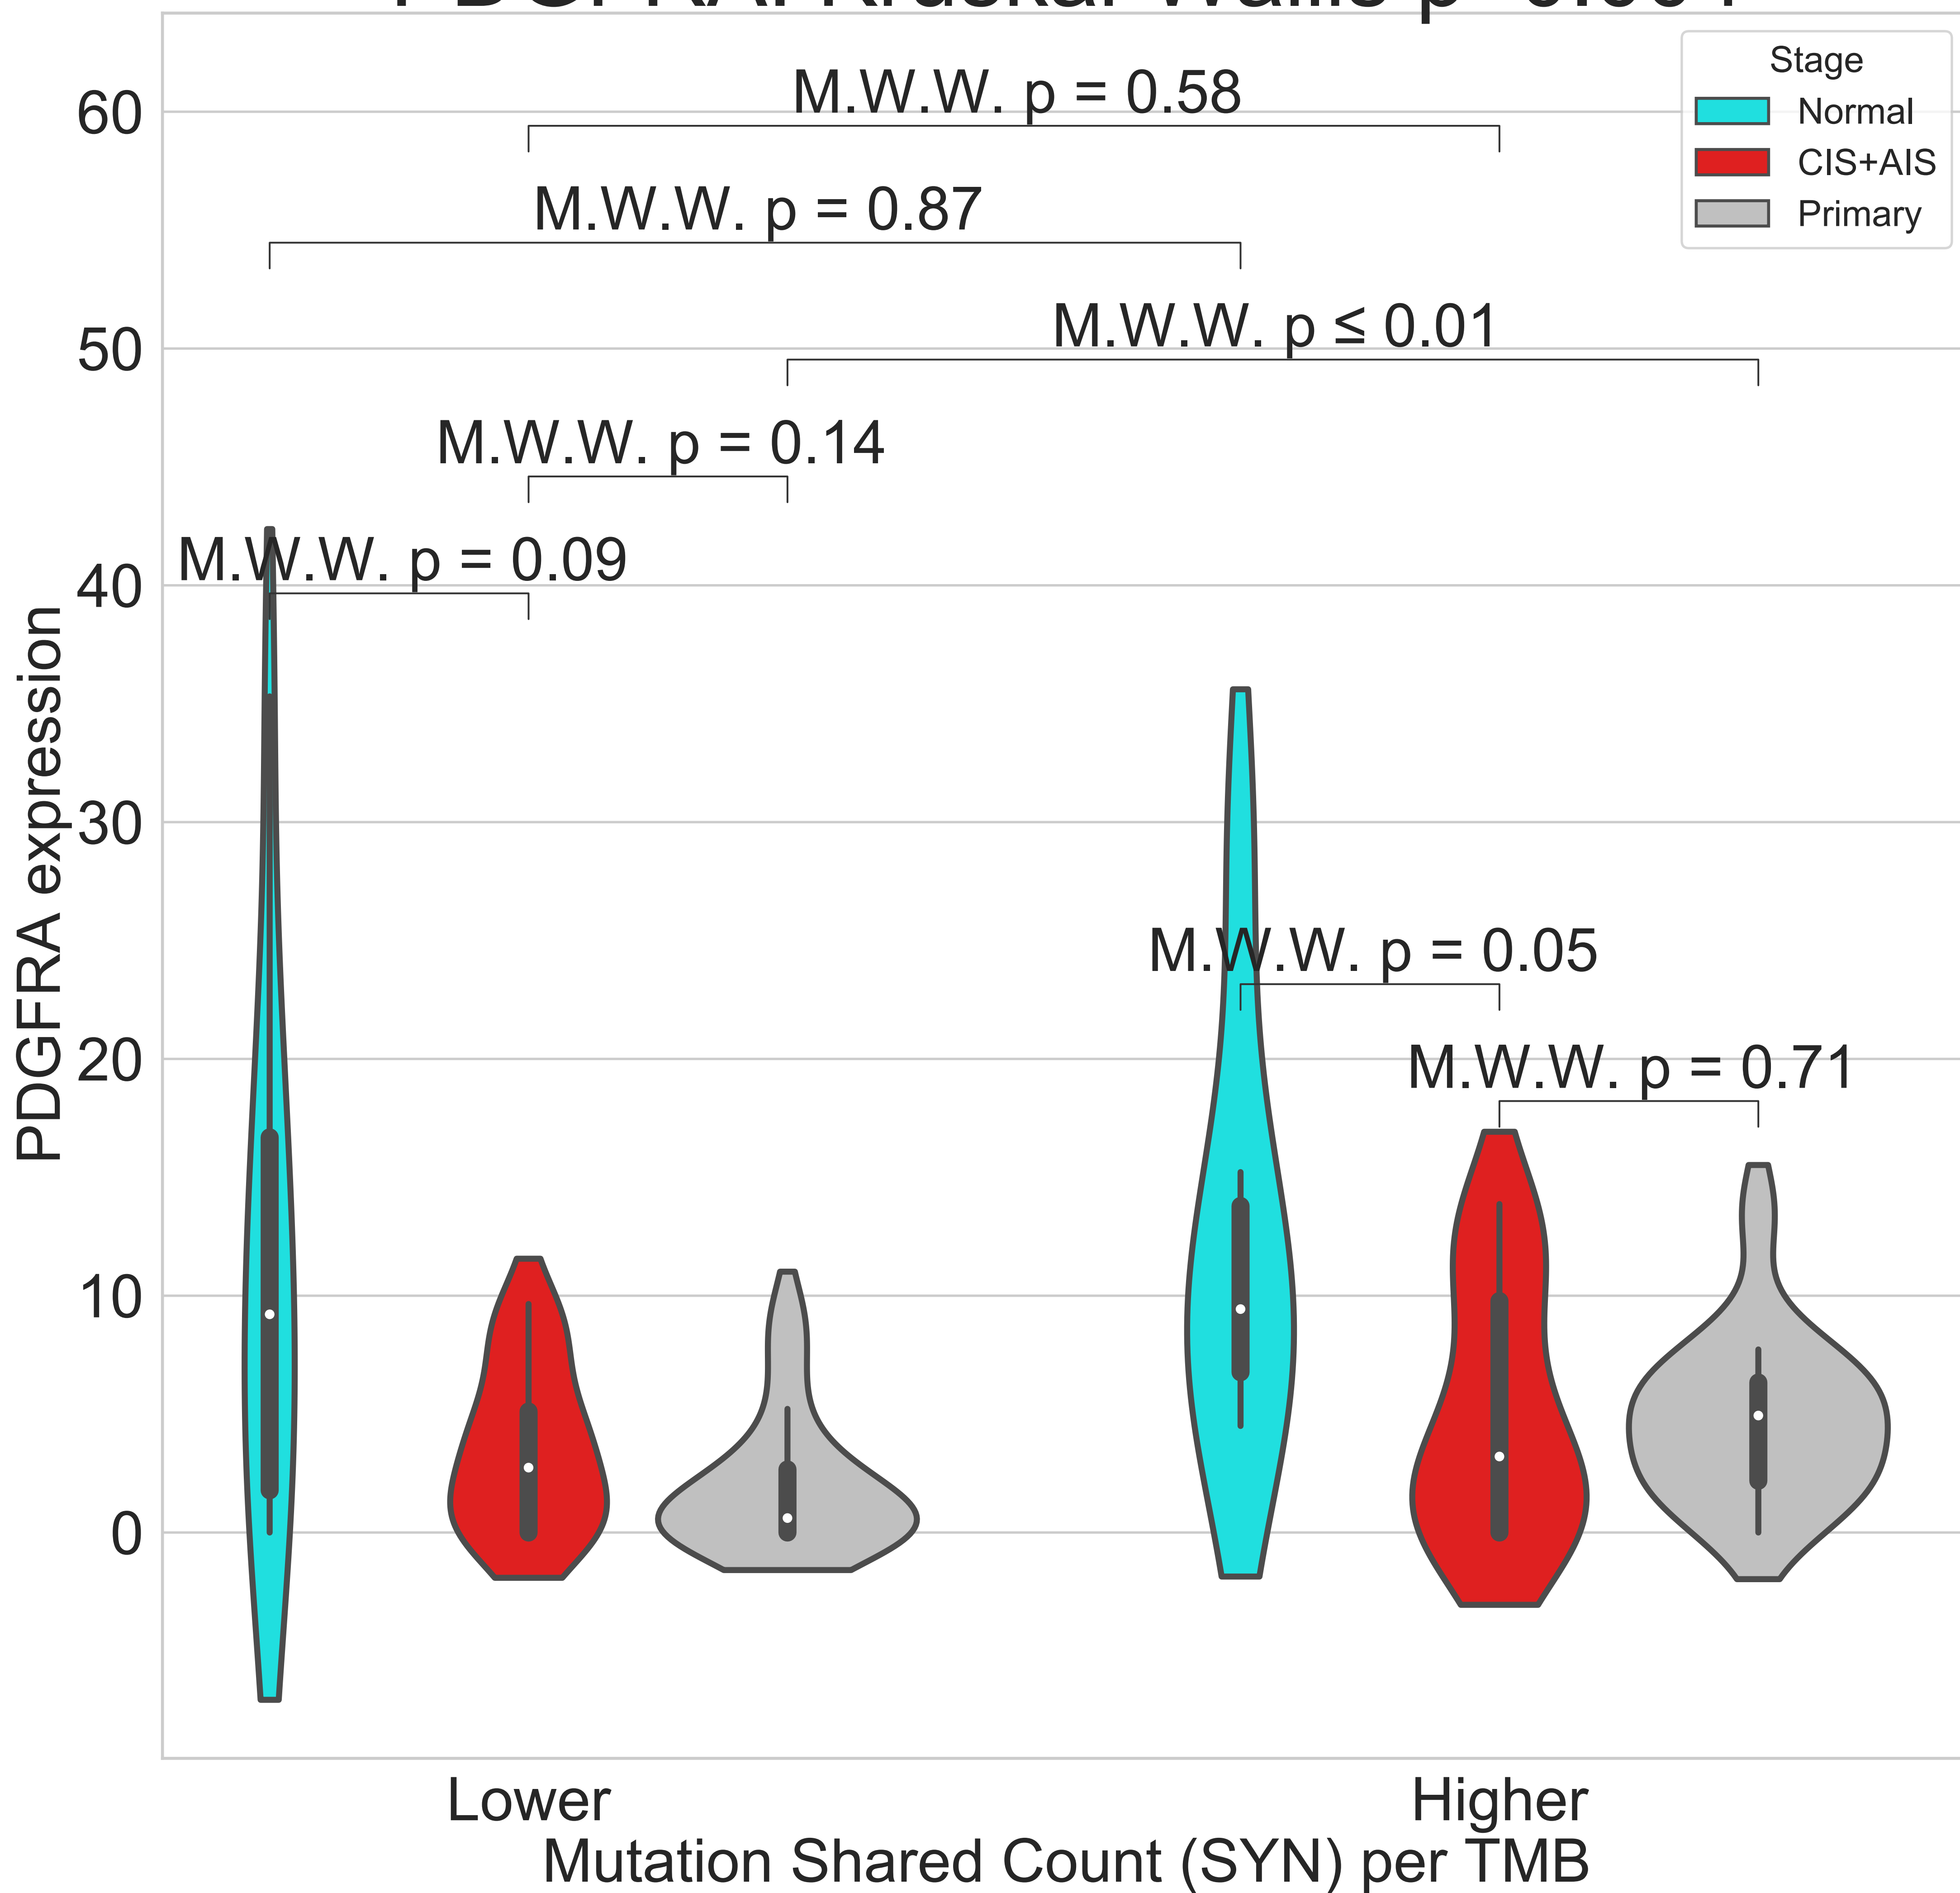 Stage
Normal
CIS+AIS
Primary
M.W.W. p = 0.58
M.W.W. p = 0.87
M.W.W. p ≤ 0.01
M.W.W. p = 0.14
M.W.W. p = 0.09
M.W.W. p = 0.05
M.W.W. p = 0.71
60
50
40
30
20
10
0
PDGFRA expression
Lower
Higher
Mutation Shared Count (SYN) per TMB